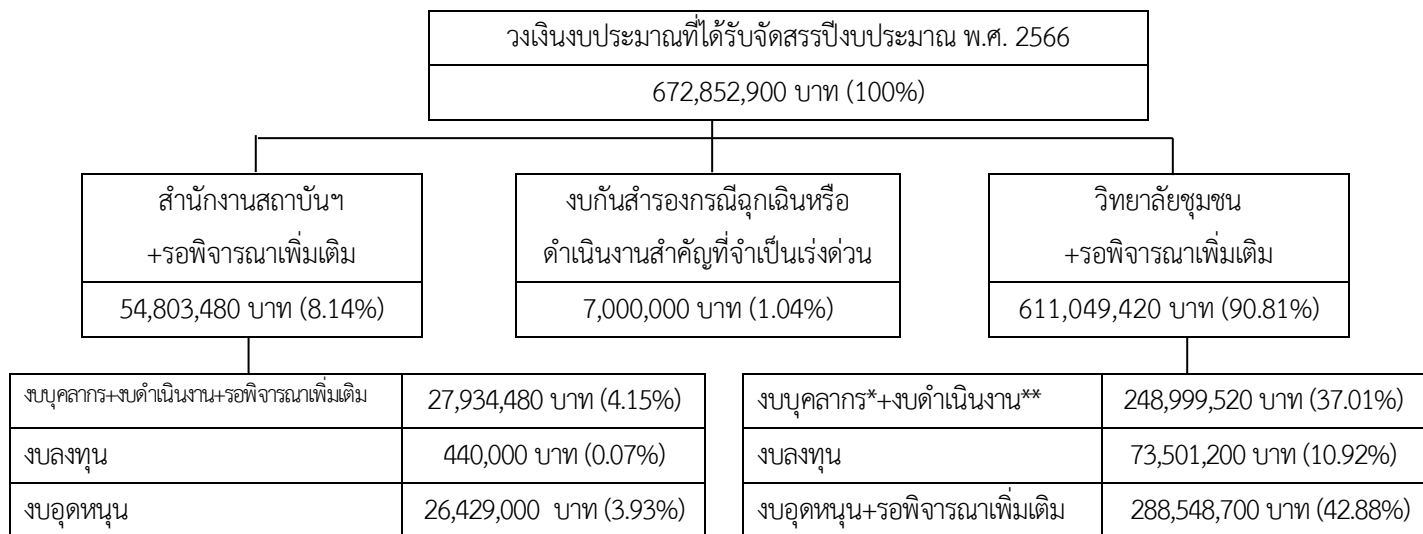 วงเงินงบประมาณที่ได้รับจัดสรรปีงบประมาณ พ.ศ. 2566
672,852,900 บาท (100%)
สำนักงานสถาบันฯ
+รอพิจารณาเพิ่มเติม
54,803,480 บาท (8.14%)
งบกันสำรองกรณีฉุกเฉินหรือ
ดำเนินงานสำคัญที่จำเป็นเร่งด่วน
7,000,000 บาท (1.04%)
วิทยาลัยชุมชน
+รอพิจารณาเพิ่มเติม
611,049,420 บาท (90.81%)
งบบุคลากร+งบดำเนินงาน+รอพิจารณาเพิ่มเติม 27,934,480 บาท (4.15%)
งบลงทุน 440,000 บาท (0.07%)
งบอุดหนุน 26,429,000 บาท (3.93%)
งบบุคลากร*+งบดำเนินงาน** 248,999,520 บาท (37.01%)
งบลงทุน 73,501,200 บาท (10.92%)
งบอุดหนุน+รอพิจารณาเพิ่มเติม 288,548,700 บาท (42.88%)